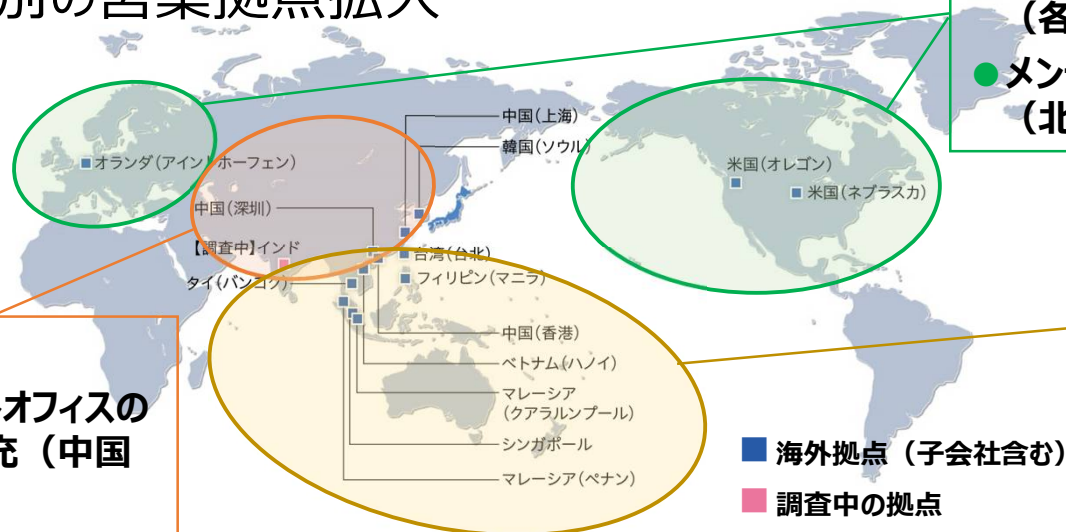 別の営業拠点拡大
（各
●メン
（北
中国（上海）
韓国（ソウル）
オランダ（アイントホーフェン）
米国（オレゴン）
米国（ネブラスカ）
中国（深圳）
【調査中】インド
台湾（台北）
タイ（バンコク）
フィリピン（マニラ）
中国（香港）
ベトナム（ハノイ）
マレーシア
（クアラルンプール）
シンガポール
マレーシア（ペナン）
オフィスの
充（中国
海外拠点（子会社含む）
調査中の拠点